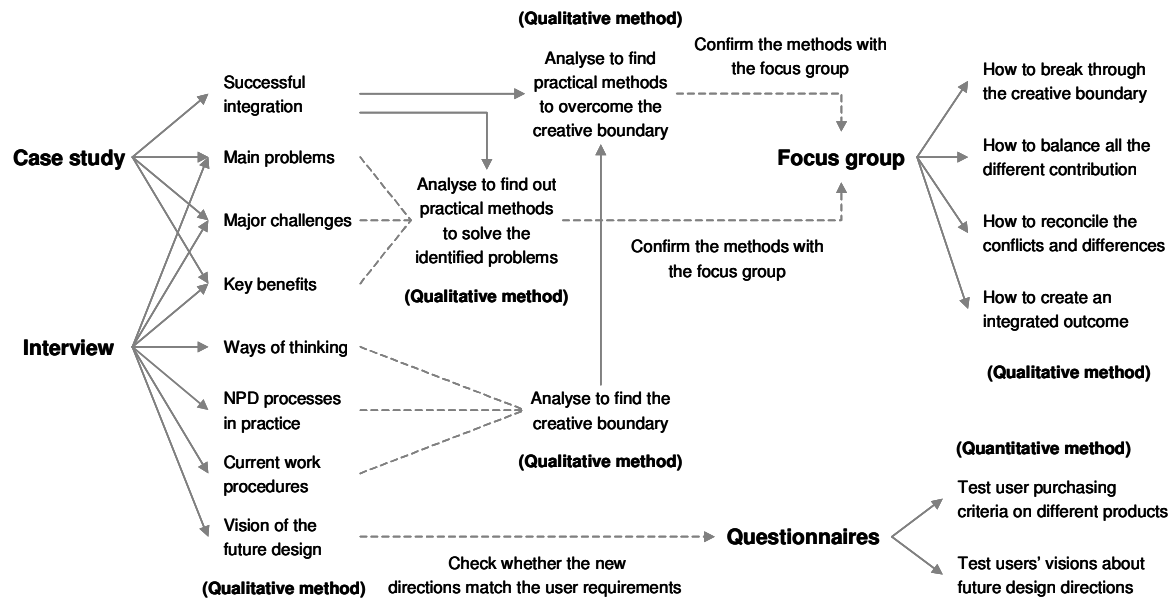 (Qualitative method)
Analyse to find
practical methods
to overcome the
creative boundary
Confirm the methods with
the focus group
Successful
integration
Case study
Main problems
Major challenges
Key benefits
Analyse to find out
practical methods
to solve the
identified problems
(Qualitative method)
Confirm the methods with
the focus group
Focus group
How to break through
the creative boundary
How to balance all the
different contribution
How to reconcile the
conflicts and differences
How to create an
integrated outcome
(Qualitative method)
Interview
Ways of thinking
NPD processes
in practice
Current work
procedures
Vision of the
future design
(Qualitative method)
Analyse to find the
creative boundary
(Qualitative method)
Check whether the new
directions match the user requirements
Questionnaires
(Quantitative method)
Test user purchasing
criteria on different products
Test users' visions about
future design directions